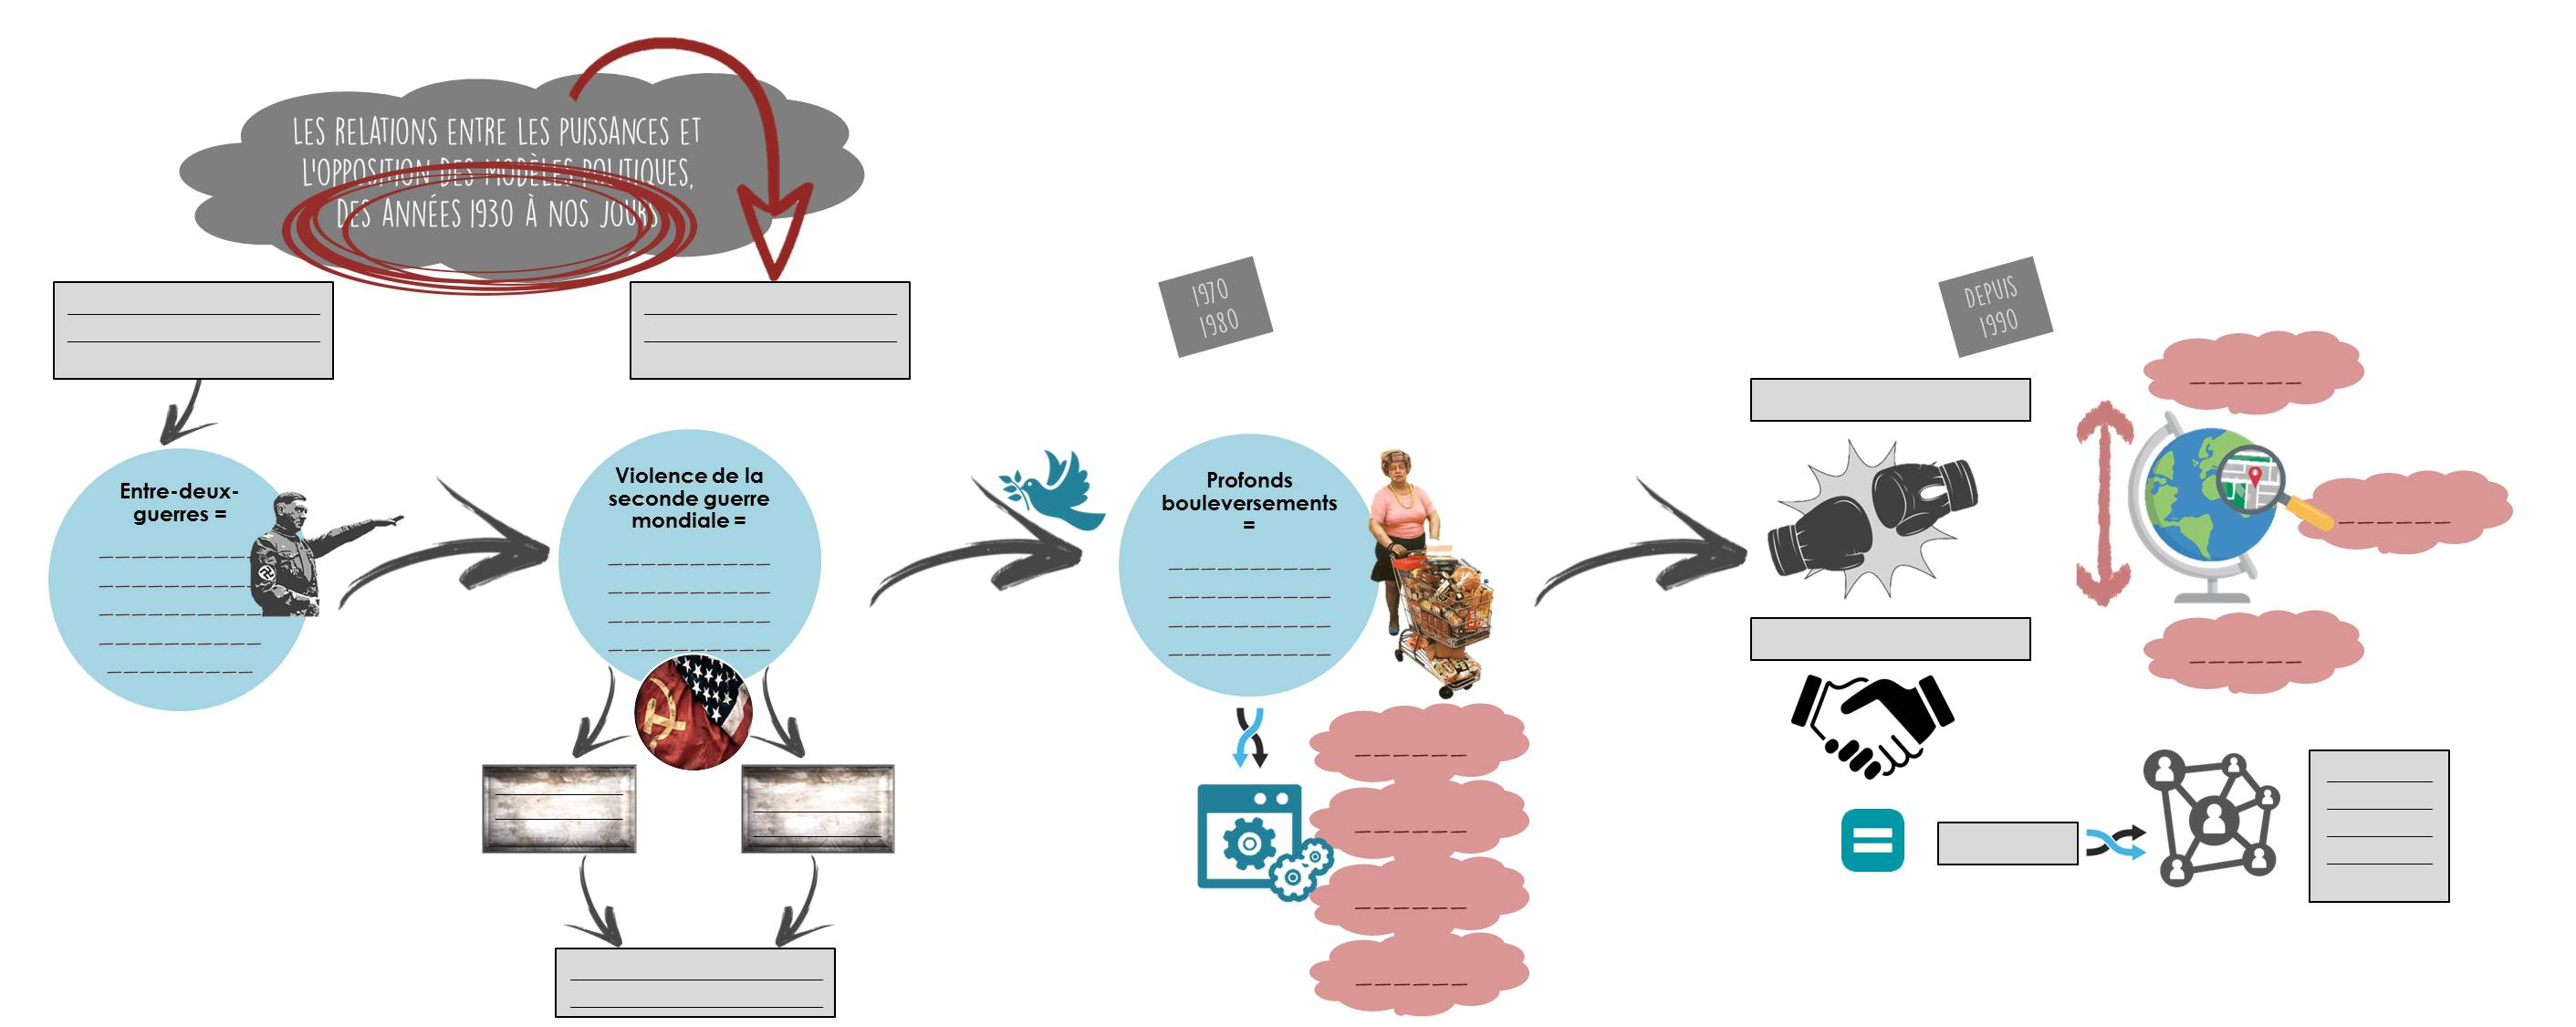 LES RELATIONS ENTRE LES PUISSANCES ET
L'OPPOSITION DES MODÈLES POLITIQUES,
DES ANNÉES 1930 À NOS JOURS
1970
1980
DEPUIS
1990
Entre-deux-
guerres =
Violence de la
seconde guerre
mondiale =
Profonds
bouleversements
=